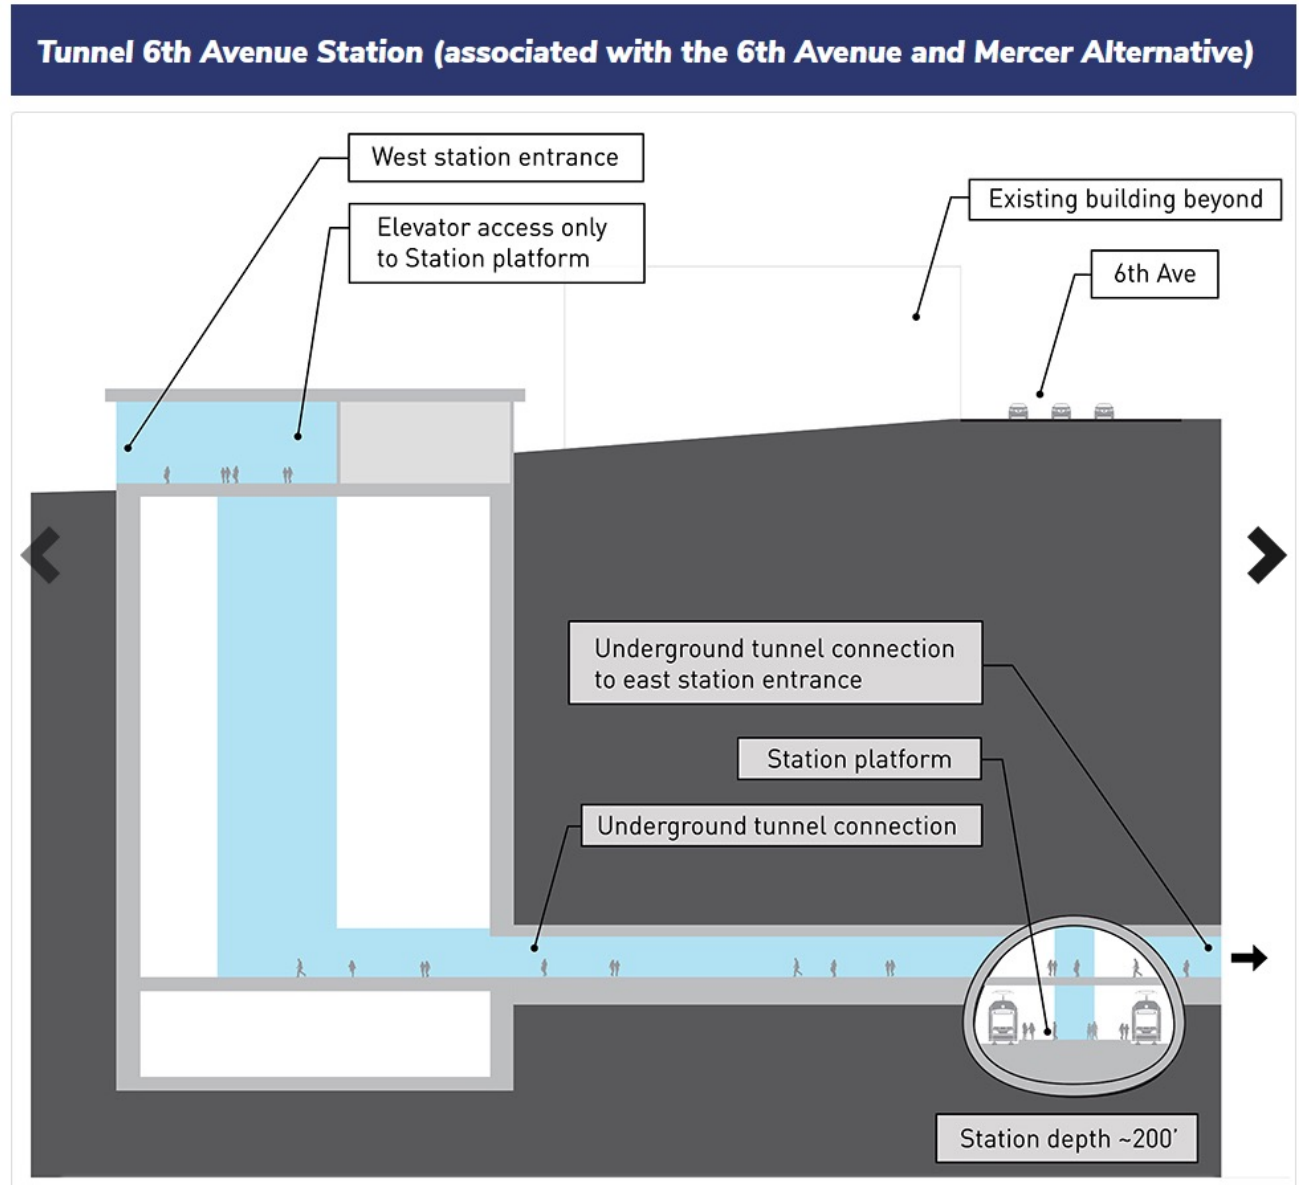 Tunnel 6th Avenue Station (associated with the 6th Avenue and Mercer Alternative)
West station entrance
Elevator access only
to Station platform
Existing building beyond
6th Ave
Underground tunnel connection
to east station entrance
Station platform
Underground tunnel connection
Station depth ~200'